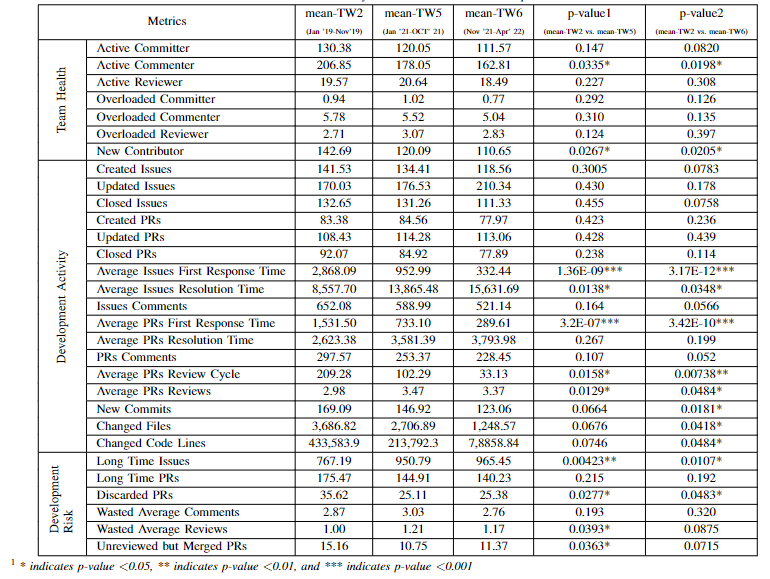 Metrics mean-TW2 mean-TW5 mean-TW6 p-value1 p-value2
(Jan '19-Nov'19) (Jan '21-OCT' 21) (Nov '21-Apr' 22) (mean-TW2 vs. mean-TW5) (mean-TW2 vs. mean-TW6)
Team Health
Active Committer 130.38 120.05 111.57 0.147 0.0820
Active Commenter 206.85 178.05 162.81 0.0335* 0.0198*
Active Reviewer 19.57 20.64 18.49 0.227 0.308
Overloaded Committer 0.94 1.02 0.77 0.292 0.126
Overloaded Commenter 5.78 5.52 5.04 0.310 0.135
Overloaded Reviewer 2.71 3.07 2.83 0.124 0.397
New Contributor 142.69 120.09 110.65 0.0267* 0.0205*
Development Activity
Created Issues 141.53 134.41 118.56 0.3005 0.0783
Updated Issues 170.03 176.53 210.34 0.430 0.178
Closed Issues 132.65 131.26 111.33 0.455 0.0758
Created PRs 83.38 84.56 77.97 0.423 0.236
Updated PRs 108.43 114.28 113.06 0.428 0.439
Closed PRs 92.07 84.92 77.89 0.238 0.114
Average Issues First Response Time 2,868.09 952.99 332.44 1.36E-09*** 3.17E-12***
Average Issues Resolution Time 8,557.70 13,865.48 15,631.69 0.0138* 0.0348*
Issues Comments 652.08 588.99 521.14 0.164 0.0566
Average PRs First Response Time 1,531.50 733.10 289.61 3.2E-07*** 3.42E-10***
Average PRs Resolution Time 2,623.38 3,581.39 3,793.98 0.267 0.199
PRs Comments 297.57 253.37 228.45 0.107 0.052
Average PRs Review Cycle 209.28 102.29 33.13 0.0158* 0.00738**
Average PRs Reviews 2.98 3.47 3.37 0.0129* 0.0484*
New Commits 169.09 146.92 123.06 0.0664 0.0181*
Changed Files 3,686.82 2,706.89 1,248.57 0.0676 0.0418*
Changed Code Lines 433,583.9 213,792.3 7,8858.84 0.0746 0.0484*
Development Risk
Long Time Issues 767.19 950.79 965.45 0.00423** 0.0107*
Long Time PRs 175.47 144.91 140.23 0.215 0.192
Discarded PRs 35.62 25.11 25.38 0.0277* 0.0483*
Wasted Average Comments 2.87 3.03 2.76 0.193 0.320
Wasted Average Reviews 1.00 1.21 1.17 0.0393* 0.0875
Unreviewed but Merged PRs 15.16 10.75 11.37 0.0363* 0.0715
1 * indicates p-value <0.05, ** indicates p-value <0.01, and *** indicates p-value <0.001